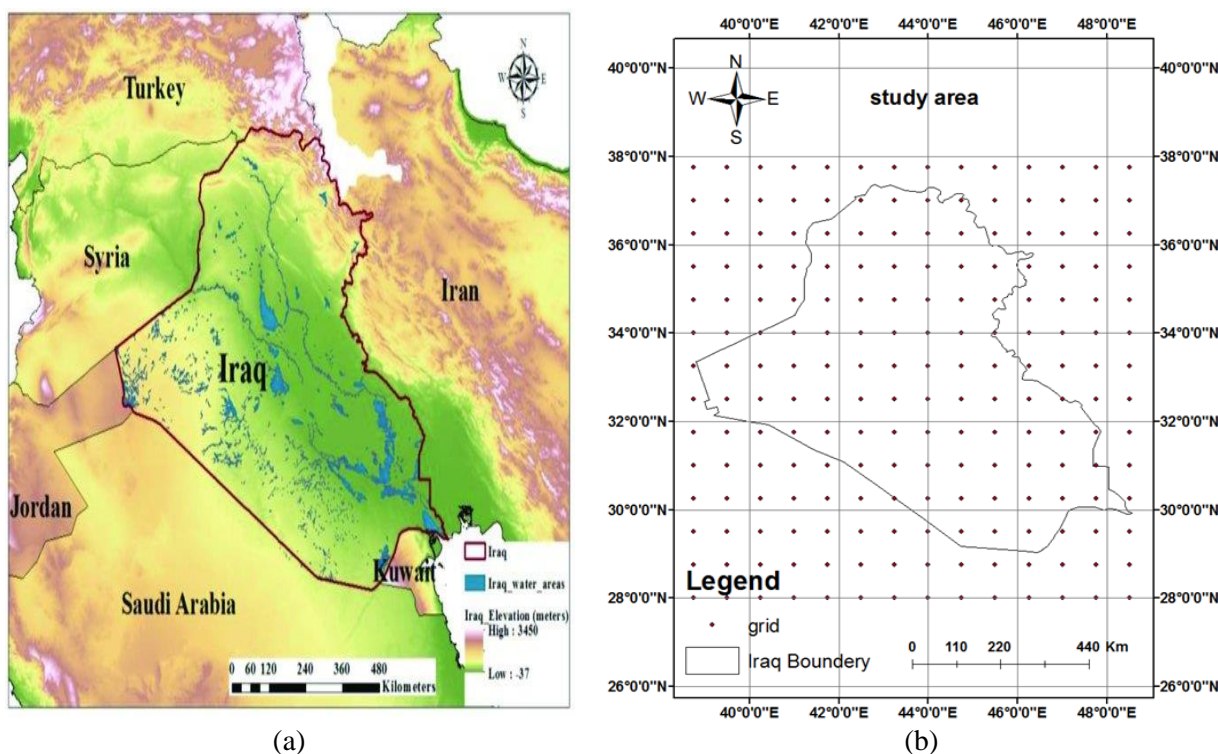 N
W E
S
Turkey
Syria
Iran
Iraq
Jordan
Saudi Arabia
Kuwait
Iraq
Iraq_water_areas
Iraq_Elevation (meters)
High : 3450
Low : -37
0 60 120 240 360 480
Kilometers
(a)
40°0'0"E 42°0'0"E 44°0'0"E 46°0'0"E 48°0'0"E
40°0'0"N 40°0'0"N
N
W E
S
study area
38°0'0"N 38°0'0"N
36°0'0"N 36°0'0"N
34°0'0"N 34°0'0"N
32°0'0"N 32°0'0"N
30°0'0"N 30°0'0"N
28°0'0"N 28°0'0"N
26°0'0"N 26°0'0"N
Legend
grid
Iraq Boundery
0 110 220 440 Km
40°0'0"E 42°0'0"E 44°0'0"E 46°0'0"E 48°0'0"E
(b)